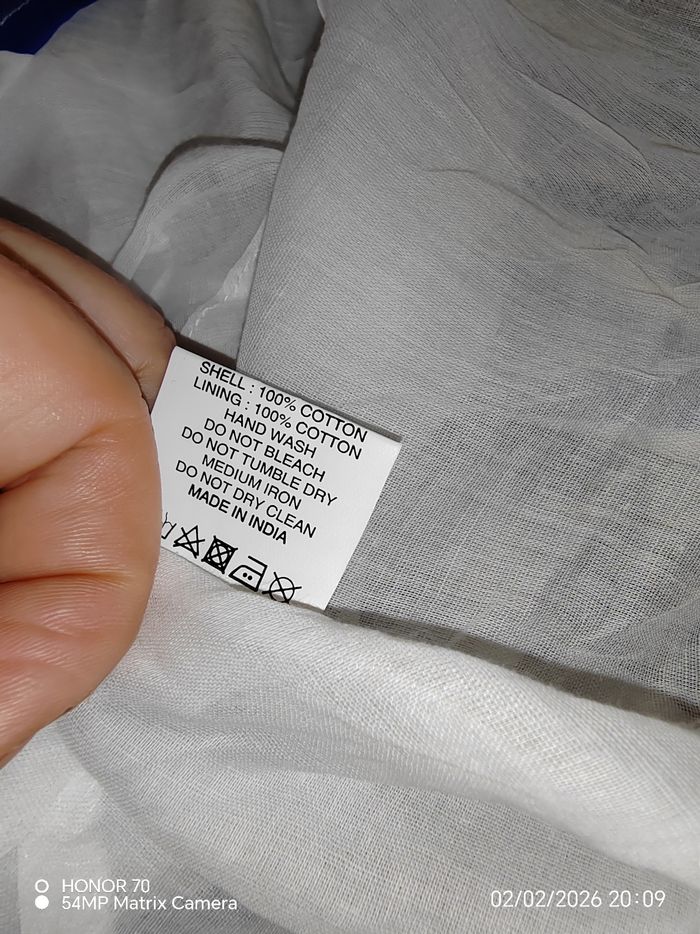 SHELL : 100% COTTON
LINING : 100% COTTON
HAND WASH
DO NOT BLEACH
DO NOT TUMBLE DRY
MEDIUM IRON
DO NOT DRY CLEAN
MADE IN INDIA
HONOR 70
54MP Matrix Camera
02/02/2026 20:09